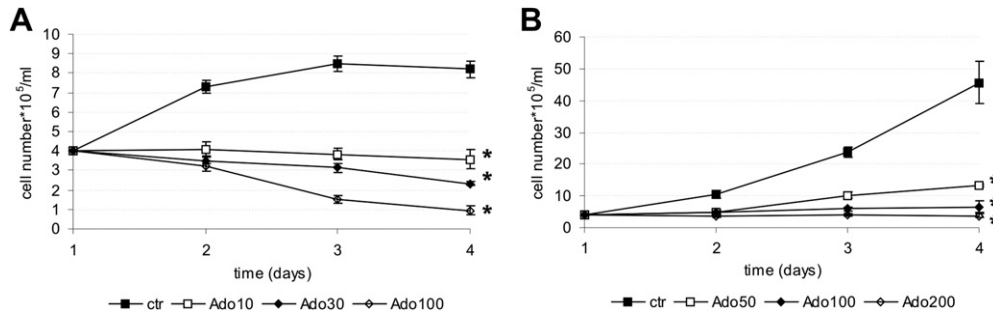 A
cell number*10⁵/ml
10
9
8
7
6
5
4
3
2
1
0
1 2 3 4
time (days)
ctr Ado10 Ado30 Ado100
*
*
*
B
cell number*10⁵/ml
60
50
40
30
20
10
0
1 2 3 4
time (days)
ctr Ado50 Ado100 Ado200
*
*
*